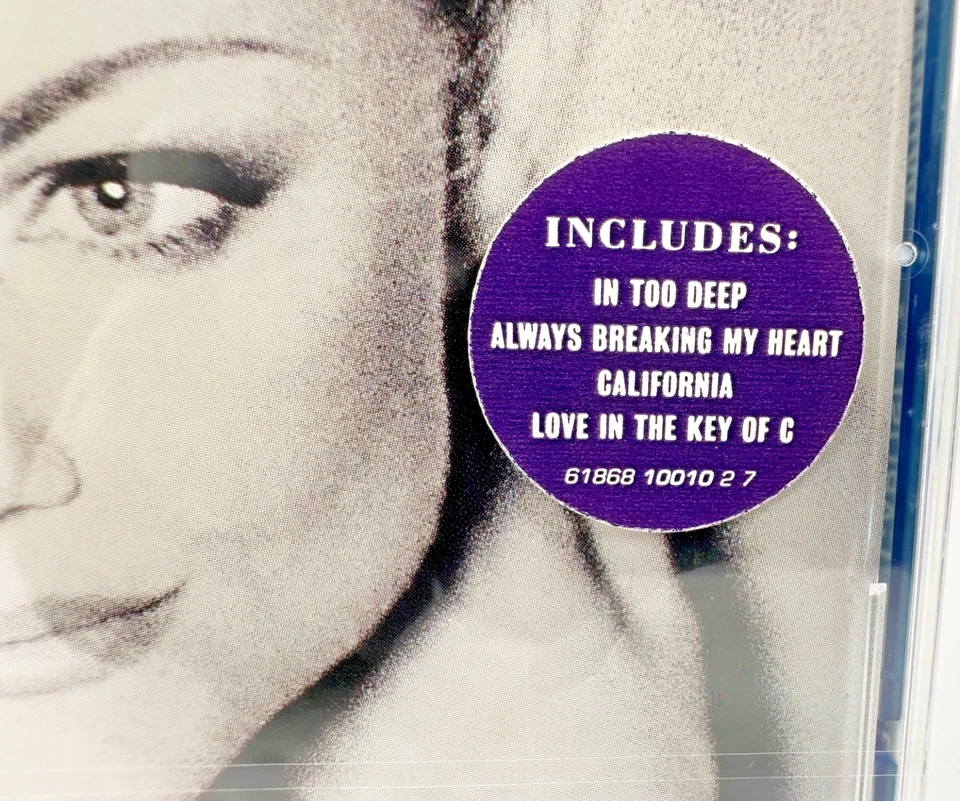 INCLUDES:
IN TOO DEEP
ALWAYS BREAKING MY HEART
CALIFORNIA
LOVE IN THE KEY OF C
61868 10010 2 7